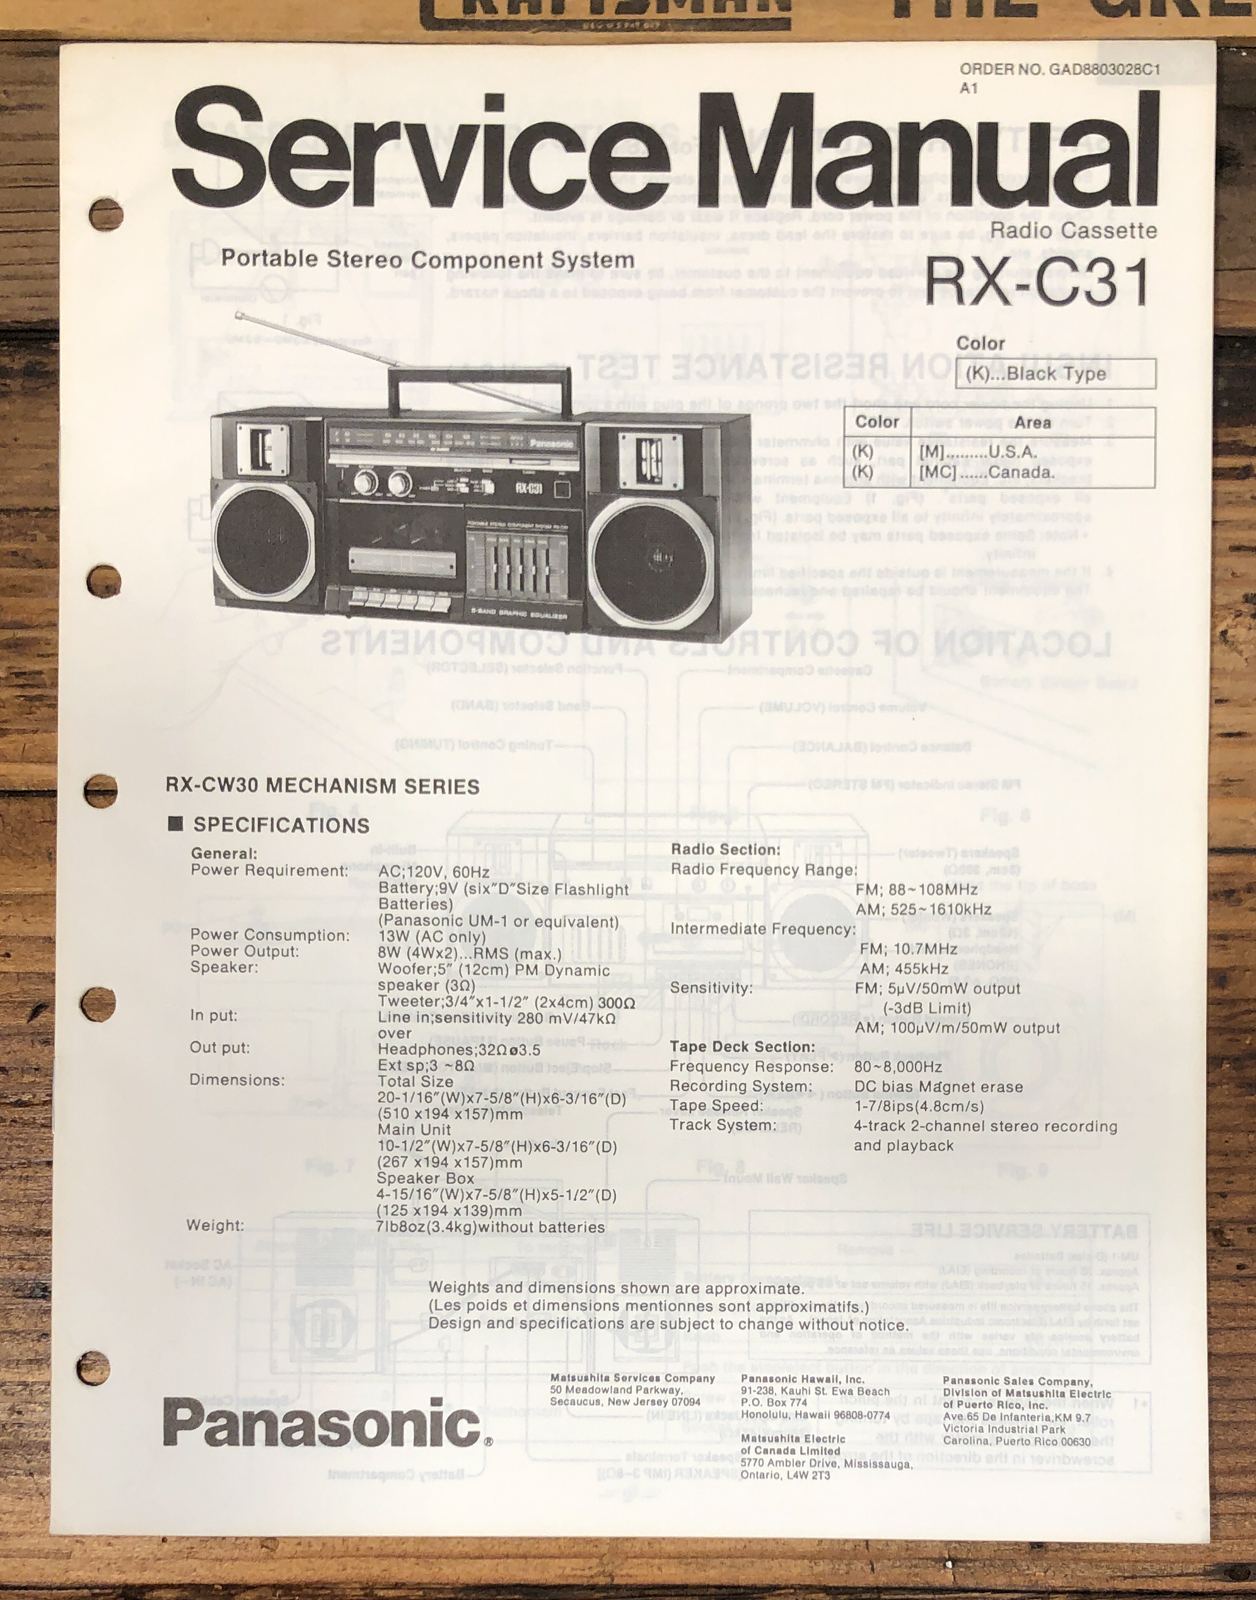 CRAFTSMAN THE GRE
ORDER NO. GAD8803028C1
A1
Service Manual
Radio Cassette
Portable Stereo Component System
RX-C31
Color
(K)...Black Type
Color Area
(K) [M].........U.S.A.
(K) [MC]......Canada.
Panasonic
RX-C31
5-BAND GRAPHIC EQUALIZER
RX-CW30 MECHANISM SERIES
■ SPECIFICATIONS
General:
Power Requirement: AC;120V, 60Hz
Battery;9V (six"D"Size Flashlight
Batteries)
(Panasonic UM-1 or equivalent)
Power Consumption: 13W (AC only)
Power Output: 8W (4Wx2)...RMS (max.)
Speaker: Woofer;5" (12cm) PM Dynamic
speaker (3Ω)
Tweeter;3/4"x1-1/2" (2x4cm) 300Ω
In put: Line in;sensitivity 280 mV/47kΩ
over
Out put: Headphones;32Ωø3.5
Ext sp;3 ~8Ω
Dimensions: Total Size
20-1/16"(W)x7-5/8"(H)x6-3/16"(D)
(510 x194 x157)mm
Main Unit
10-1/2"(W)x7-5/8"(H)x6-3/16"(D)
(267 x194 x157)mm
Speaker Box
4-15/16"(W)x7-5/8"(H)x5-1/2"(D)
(125 x194 x139)mm
Weight: 7lb8oz(3.4kg)without batteries
Radio Section:
Radio Frequency Range:
FM; 88~108MHz
AM; 525~1610kHz
Intermediate Frequency:
FM; 10.7MHz
AM; 455kHz
Sensitivity: FM; 5μV/50mW output
(-3dB Limit)
AM; 100μV/m/50mW output
Tape Deck Section:
Frequency Response: 80~8,000Hz
Recording System: DC bias Magnet erase
Tape Speed: 1-7/8ips(4.8cm/s)
Track System: 4-track 2-channel stereo recording
and playback
Weights and dimensions shown are approximate.
(Les poids et dimensions mentionnes sont approximatifs.)
Design and specifications are subject to change without notice.
Panasonic®
Matsushita Services Company
50 Meadowland Parkway,
Secaucus, New Jersey 07094
Panasonic Hawaii, Inc.
91-238, Kauhi St. Ewa Beach
P.O. Box 774
Honolulu, Hawaii 96808-0774
Matsushita Electric
of Canada Limited
5770 Ambler Drive, Mississauga,
Ontario, L4W 2T3
Panasonic Sales Company,
Division of Matsushita Electric
of Puerto Rico, Inc.
Ave.65 De Infanteria,KM 9.7
Victoria Industrial Park
Carolina, Puerto Rico 00630